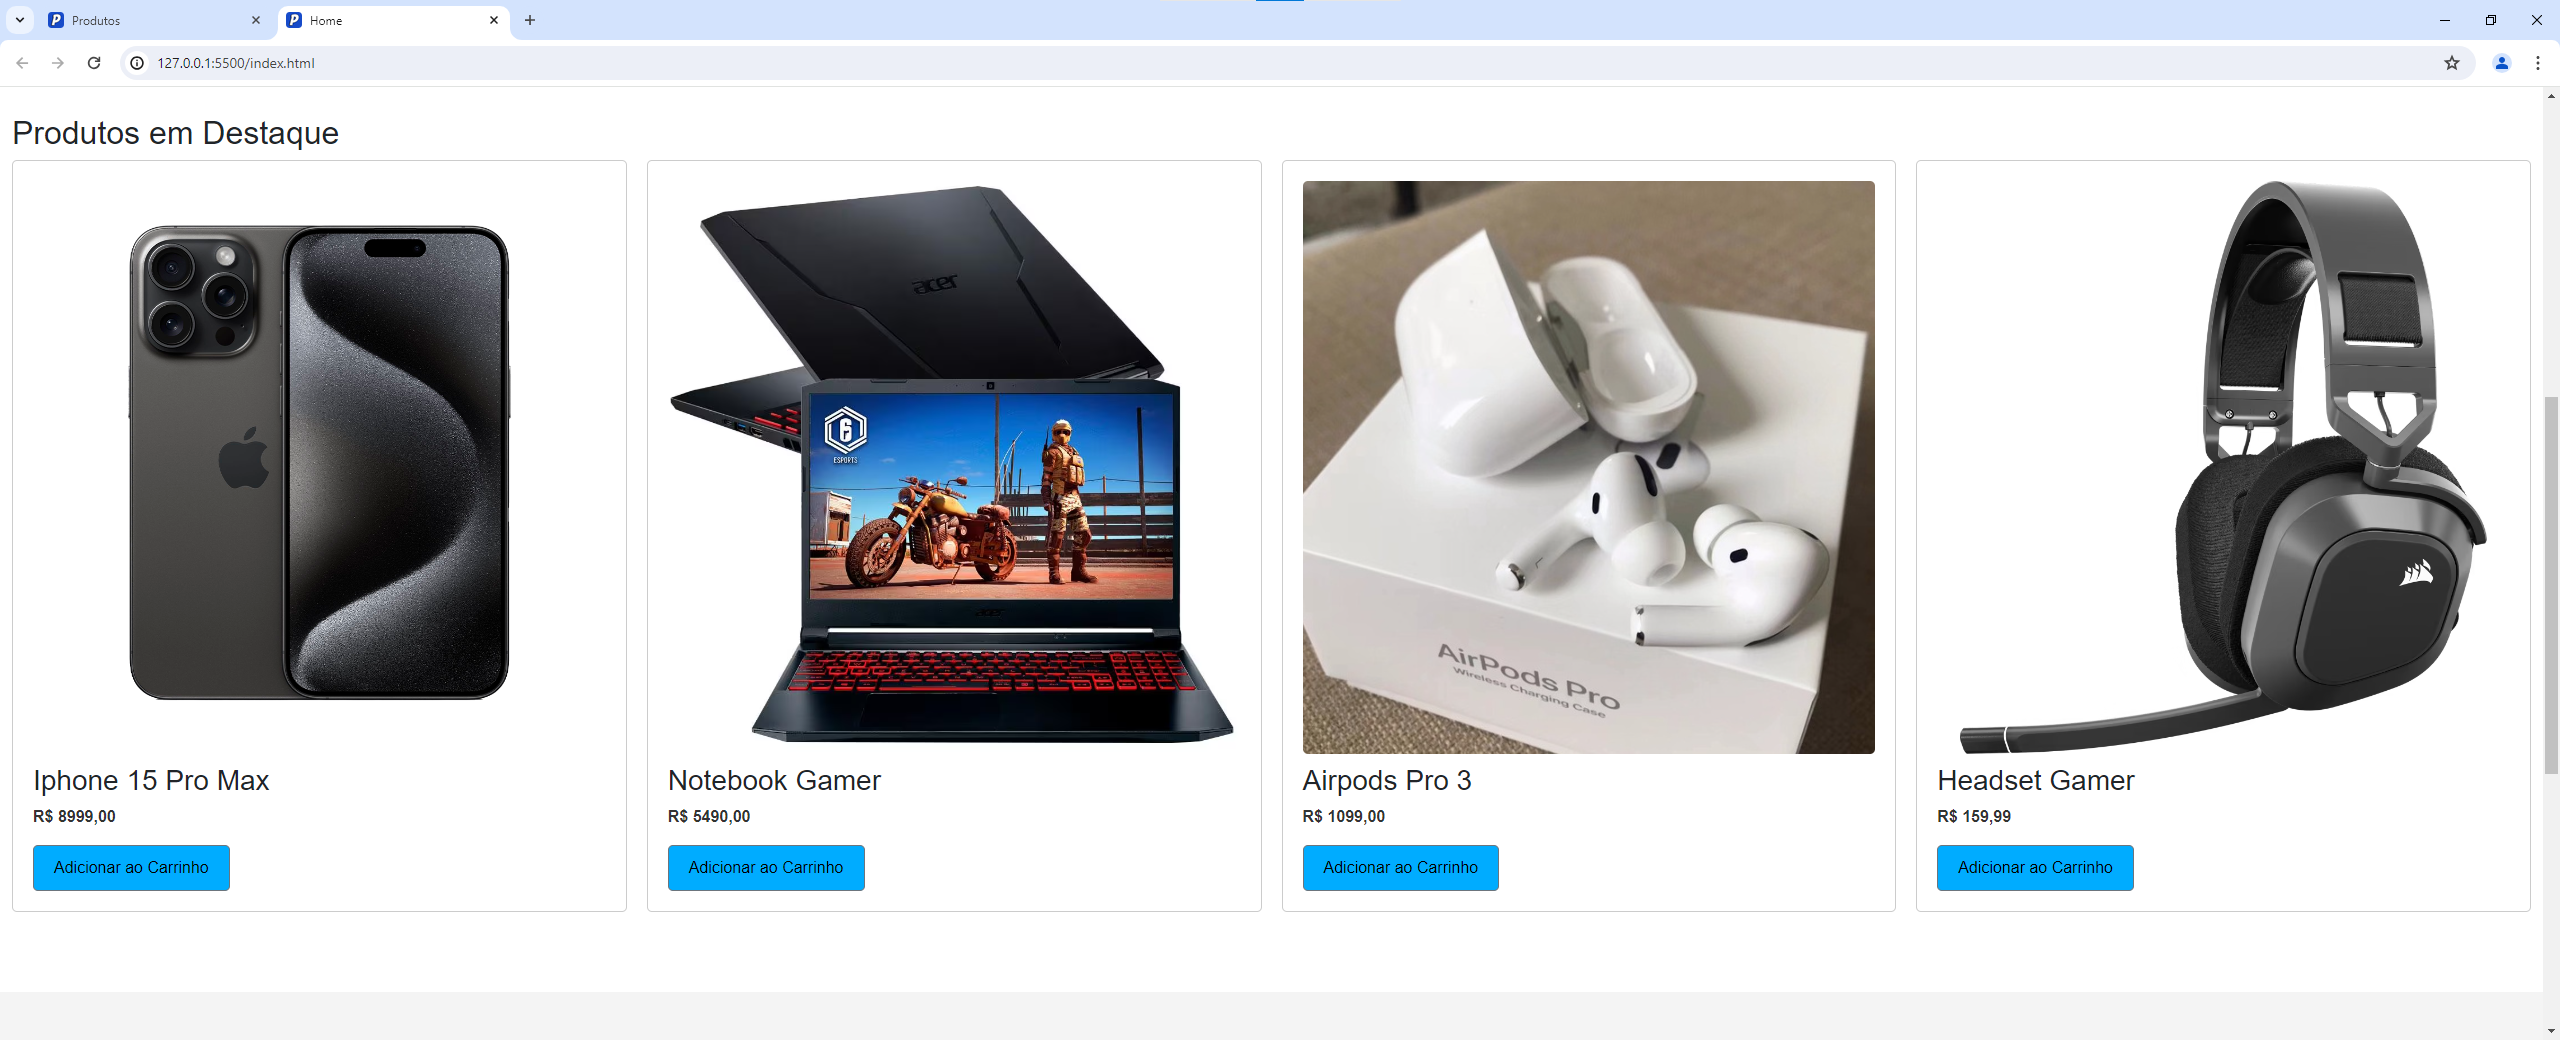 Produtos
Home
127.0.0.1:5500/index.html
Produtos em Destaque
acer
6
ESPORTS
acer
AirPods Pro
Wireless Charging Case
Iphone 15 Pro Max
R$ 8999,00
Adicionar ao Carrinho
Notebook Gamer
R$ 5490,00
Adicionar ao Carrinho
Airpods Pro 3
R$ 1099,00
Adicionar ao Carrinho
Headset Gamer
R$ 159,99
Adicionar ao Carrinho